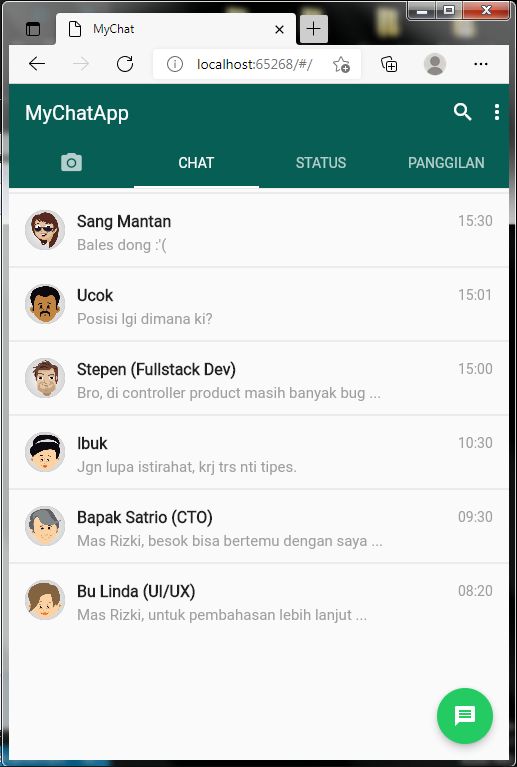 MyChat
localhost:65268/#/
MyChatApp
CHAT STATUS PANGGILAN
Sang Mantan 15:30
Bales dong :'(
Ucok 15:01
Posisi lgi dimana ki?
Stepen (Fullstack Dev) 15:00
Bro, di controller product masih banyak bug ...
Ibuk 10:30
Jgn lupa istirahat, krj trs nti tipes.
Bapak Satrio (CTO) 09:30
Mas Rizki, besok bisa bertemu dengan saya ...
Bu Linda (UI/UX) 08:20
Mas Rizki, untuk pembahasan lebih lanjut ...